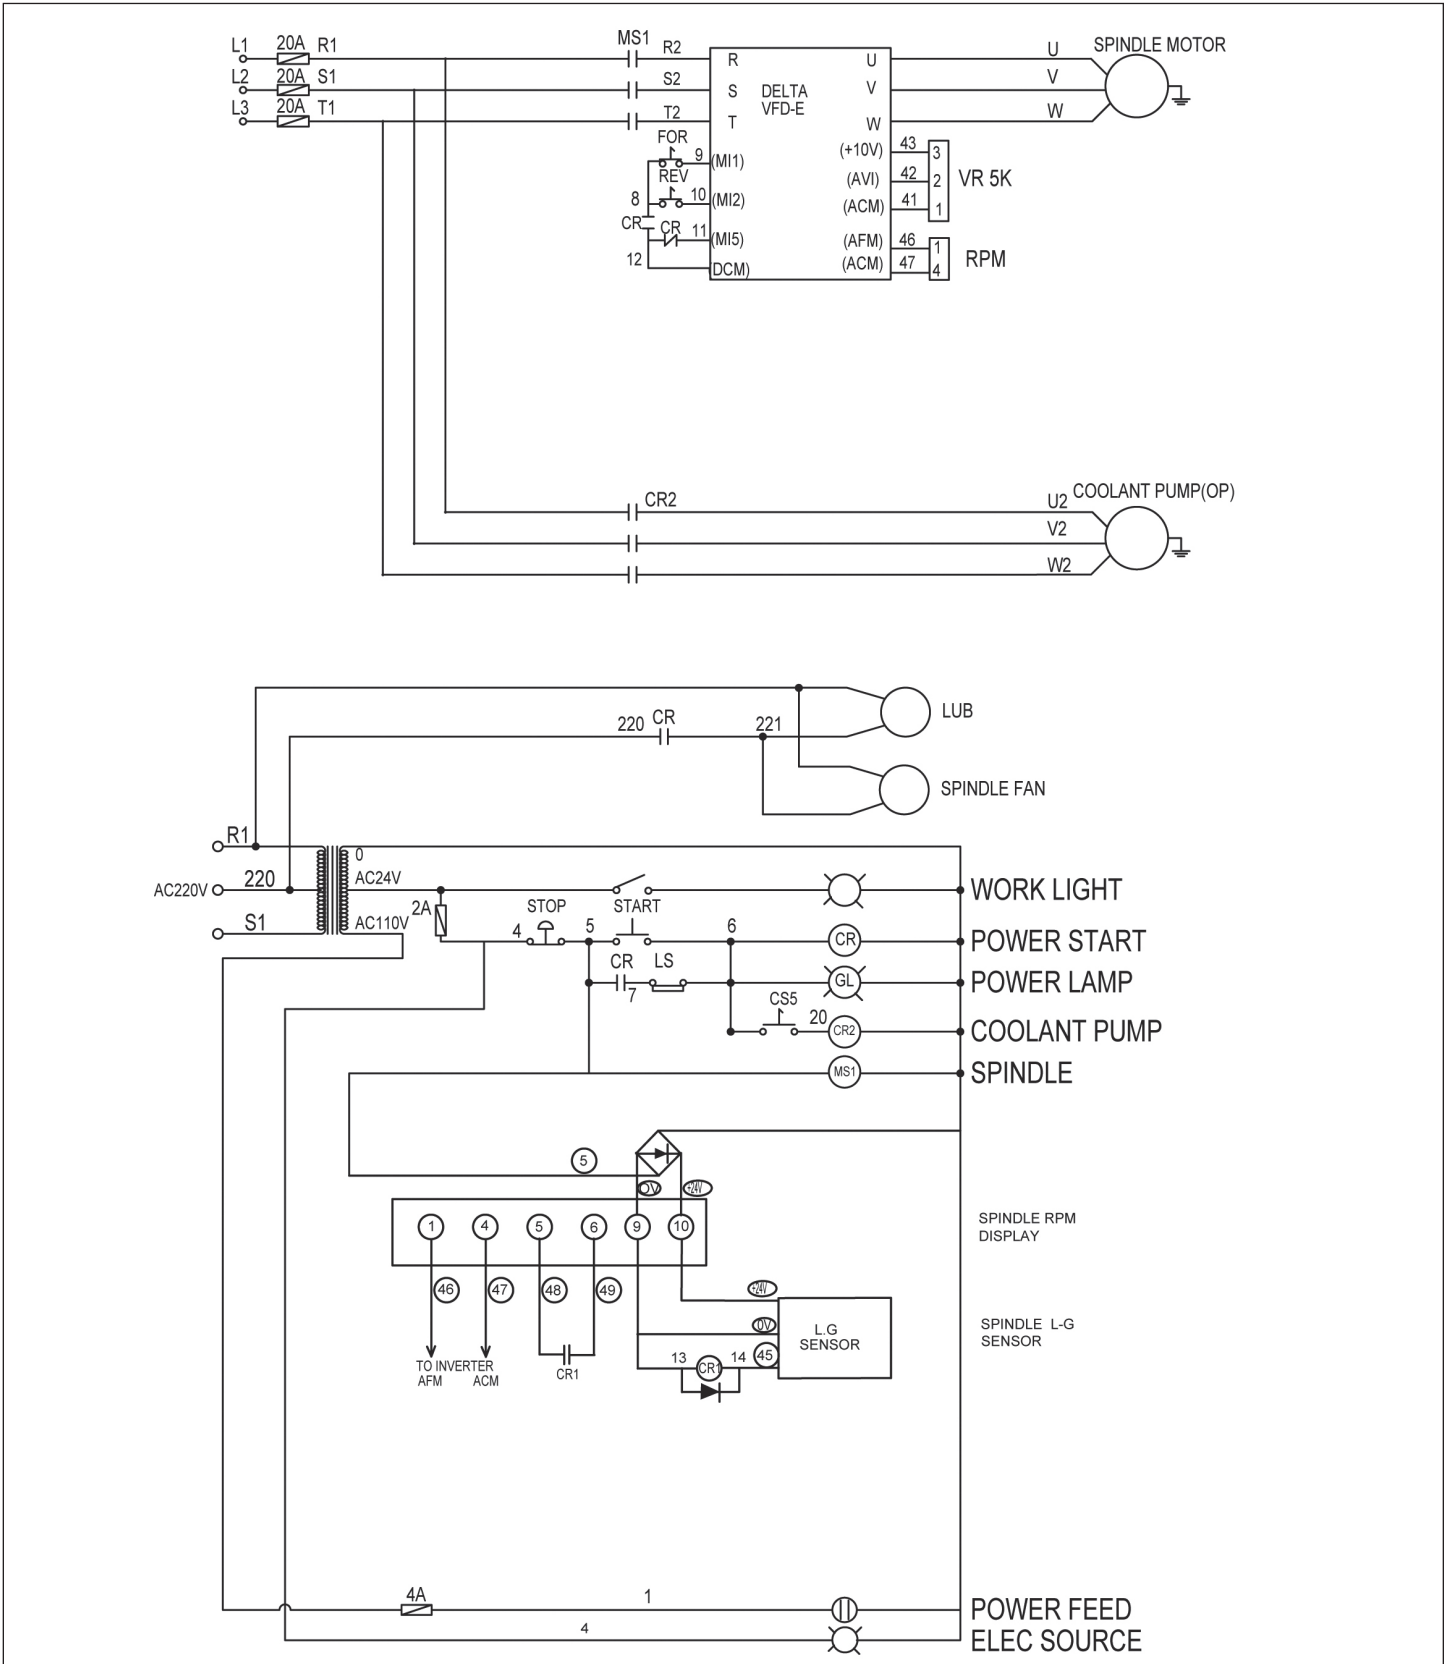 L1 20A R1 MS1 R2 R U U SPINDLE MOTOR
L2 20A S1 S2 S DELTA V V
VFD-E
L3 20A T1 T2 T W W
FOR 9 (MI1) (+10V) 43 3
REV (AVI) 42 2 VR 5K
8 10 (MI2) (ACM) 41 1
CR CR 11 (MI5) (AFM) 46 1
RPM
12 (DCM) (ACM) 47 4
CR2 U2 COOLANT PUMP(OP)
V2
W2
LUB
220 CR 221
SPINDLE FAN
R1 0
AC220V 220 AC24V WORK LIGHT
S1 AC110V 2A STOP START
4 5 6 CR POWER START
CR LS GL POWER LAMP
7 CS5 20 CR2 COOLANT PUMP
MS1 SPINDLE
5
0V +24V
1 4 5 6 9 10 SPINDLE RPM
DISPLAY
46 47 48 49 +24V
0V L.G
SENSOR
SPINDLE L-G
SENSOR
13 CR1 14 45
TO INVERTER
AFM ACM CR1
4A 1 POWER FEED
4 ELEC SOURCE